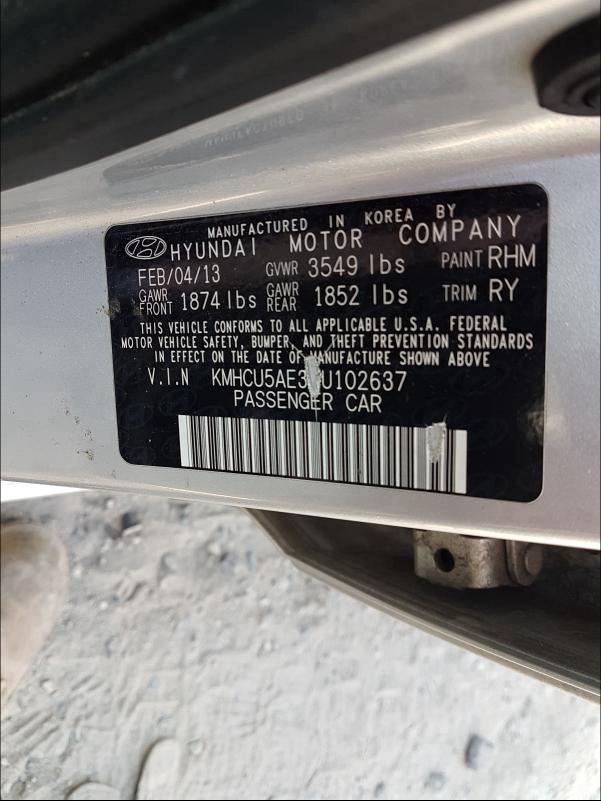 MANUFACTURED IN KOREA BY
HYUNDAI MOTOR COMPANY
FEB/04/13 GVWR 3549 lbs PAINT RHM
GAWR FRONT 1874 lbs GAWR REAR 1852 lbs TRIM RY
THIS VEHICLE CONFORMS TO ALL APPLICABLE U.S.A. FEDERAL
MOTOR VEHICLE SAFETY, BUMPER, AND THEFT PREVENTION STANDARDS
IN EFFECT ON THE DATE OF MANUFACTURE SHOWN ABOVE
V.I.N
PASSENGER CAR